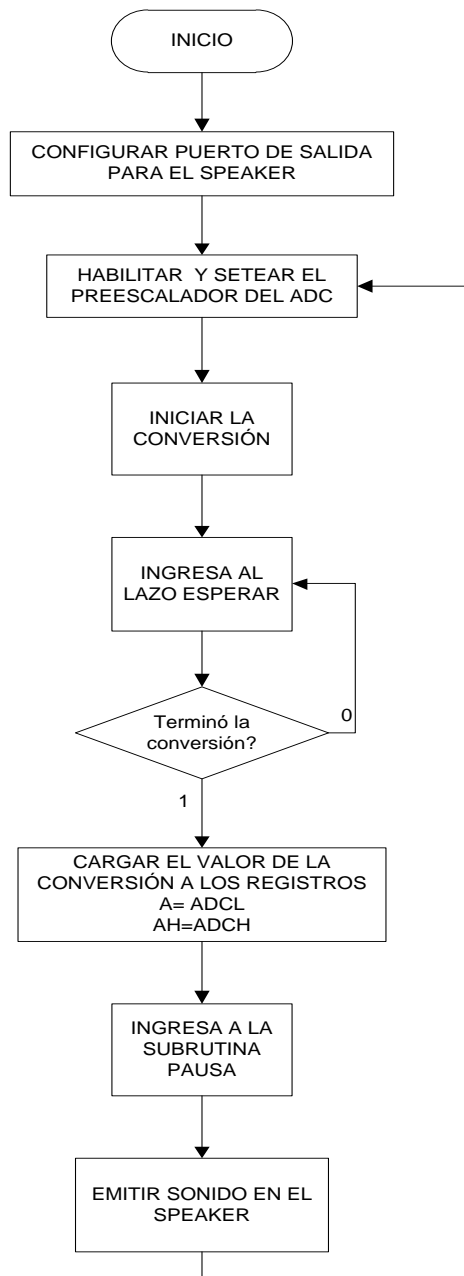 INICIO
CONFIGURAR PUERTO DE SALIDA
PARA EL SPEAKER
HABILITAR Y SETEAR EL
PREESCALADOR DEL ADC
INICIAR LA
CONVERSIÓN
INGRESA AL
LAZO ESPERAR
Terminó la
conversión?
0
1
CARGAR EL VALOR DE LA
CONVERSIÓN A LOS REGISTROS
A= ADCL
AH=ADCH
INGRESA A LA
SUBRUTINA
PAUSA
EMITIR SONIDO EN EL
SPEAKER